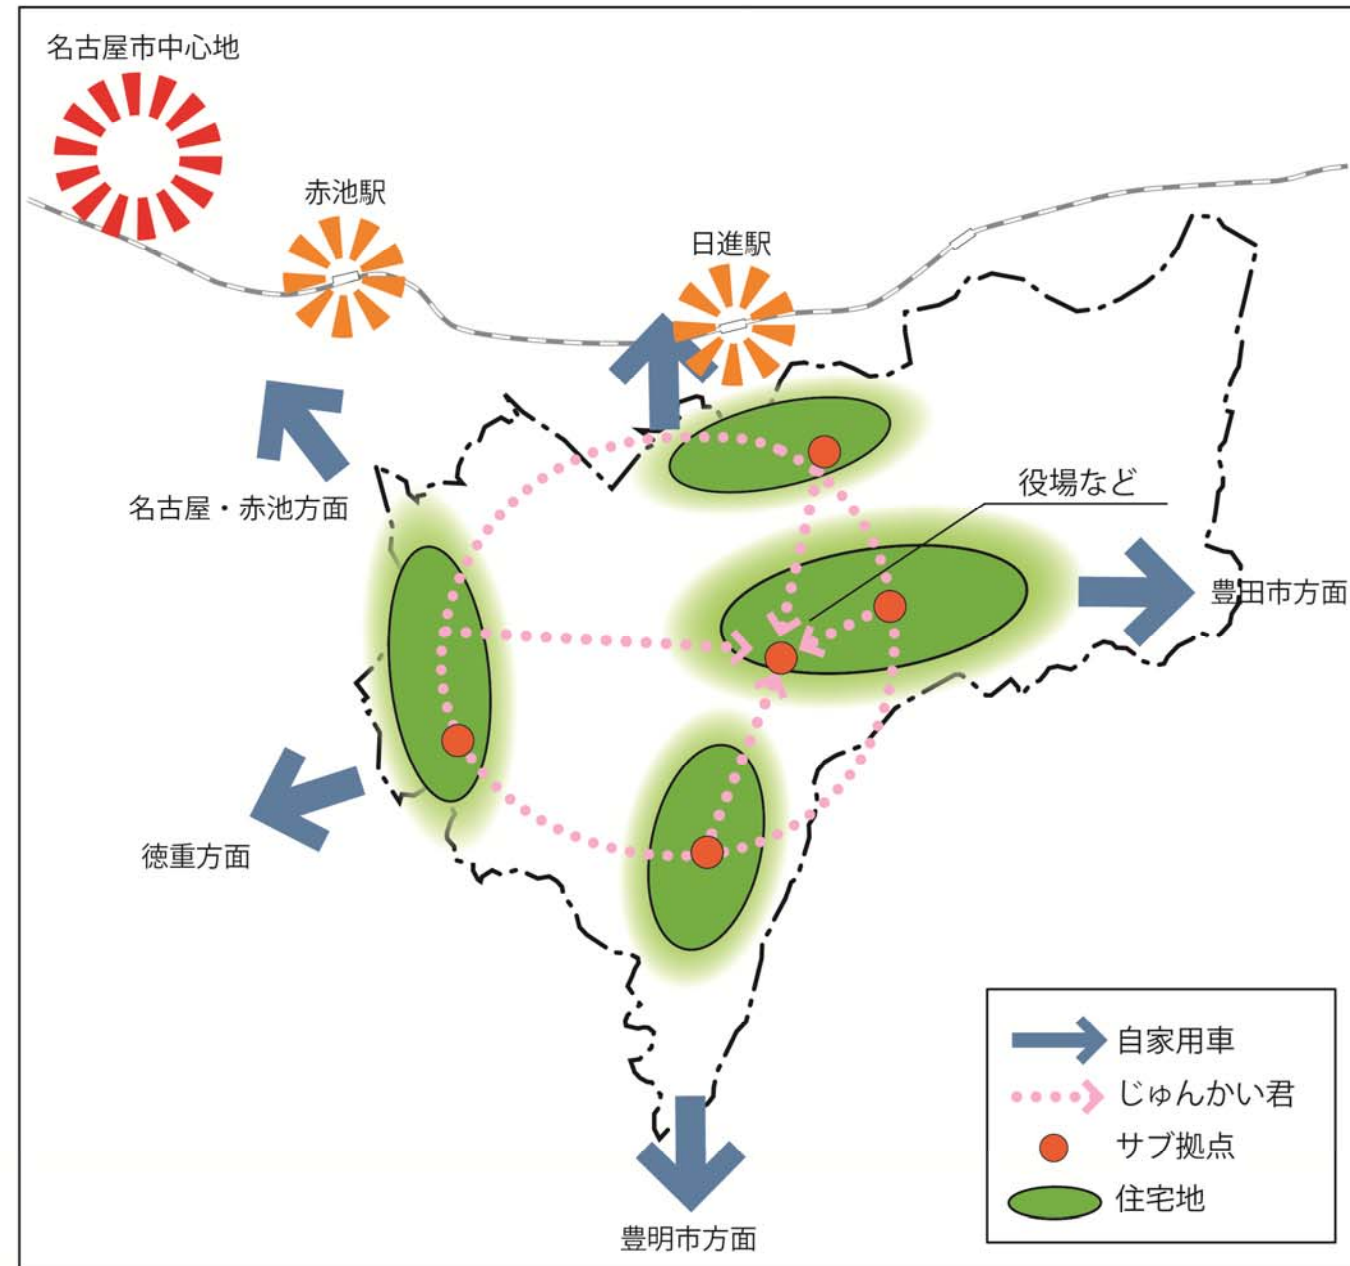 名古屋市中心地
赤池駅
日進駅
役場など
名古屋・赤池方面
豊田市方面
徳重方面
豊明市方面
自家用車
じゅんかい君
サブ拠点
住宅地